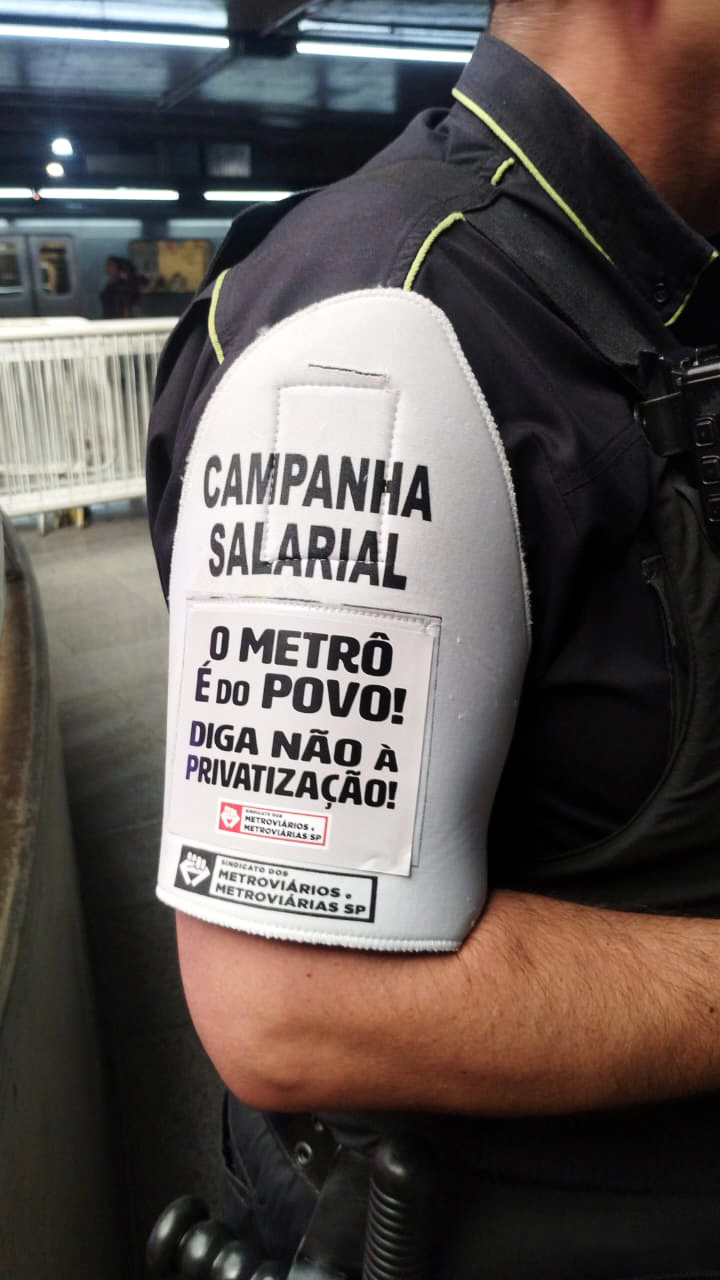 CAMPANHA
SALARIAL
O METRÔ
É DO POVO!
DIGA NÃO À
PRIVATIZAÇÃO!
SINDICATO DOS
METROVIÁRIOS e
METROVIÁRIAS SP
SINDICATO DOS
METROVIÁRIOS e
METROVIÁRIAS SP